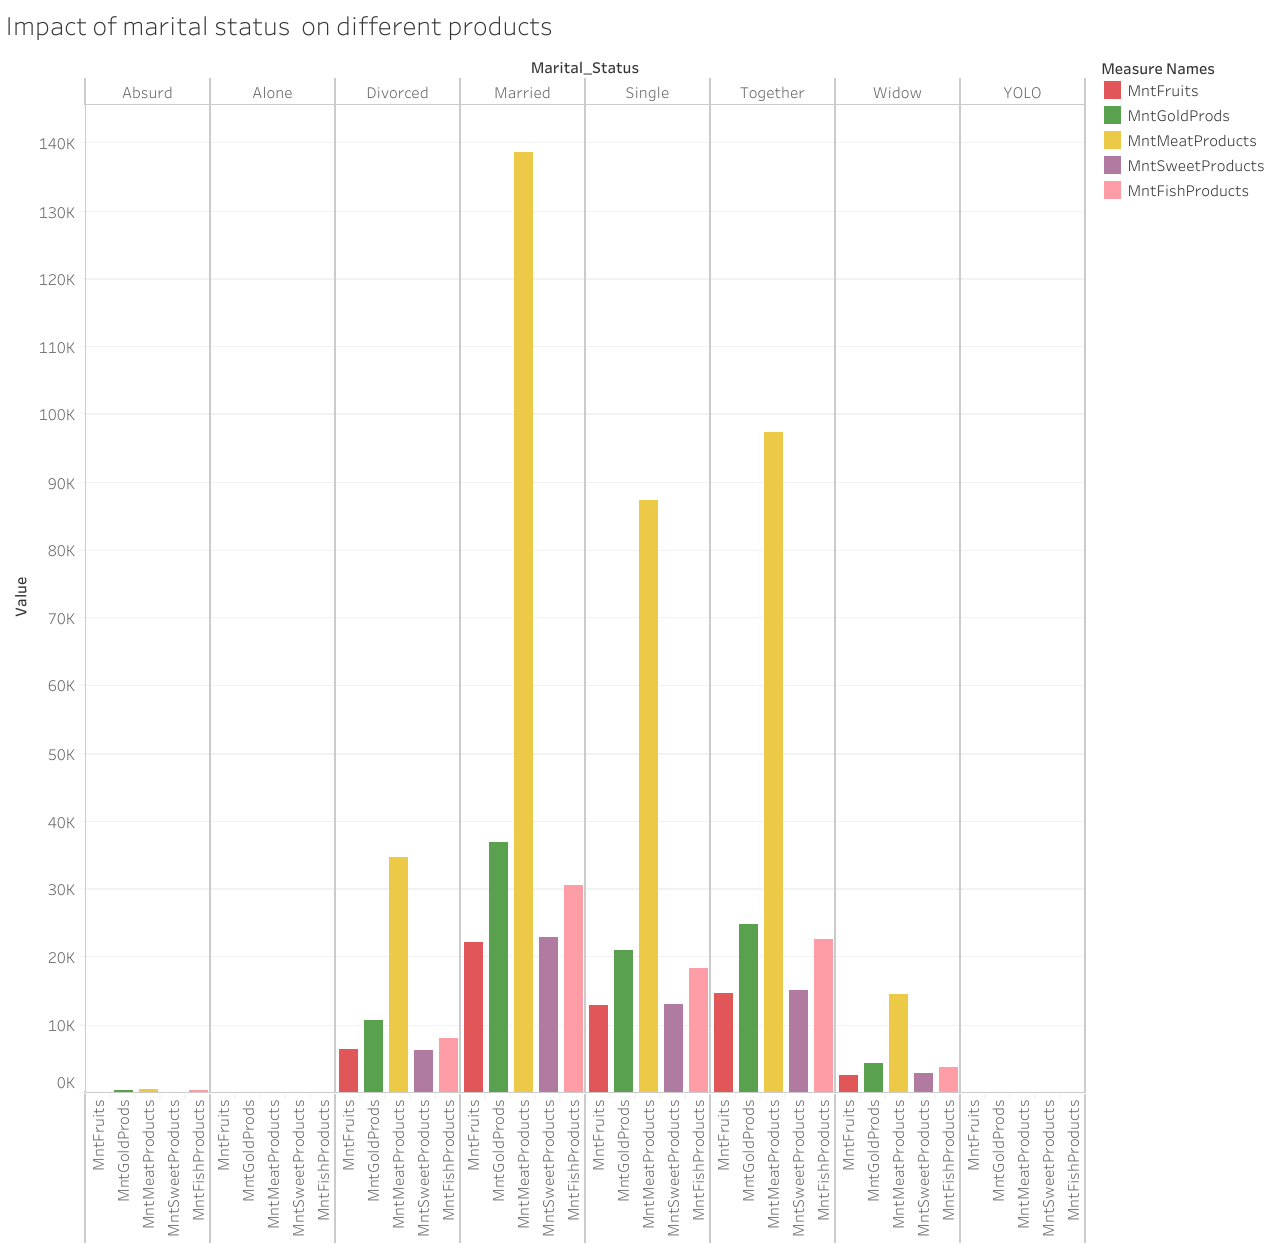 Impact of marital status  on different products
Marital_Status
Absurd Alone Divorced Married Single Together Widow YOLO
Measure Names
MntFruits
MntGoldProds
MntMeatProducts
MntSweetProducts
MntFishProducts
Value
140K
130K
120K
110K
100K
90K
80K
70K
60K
50K
40K
30K
20K
10K
0K
MntFruits
MntGoldProds
MntMeatProducts
MntSweetProducts
MntFishProducts
MntFruits
MntGoldProds
MntMeatProducts
MntSweetProducts
MntFishProducts
MntFruits
MntGoldProds
MntMeatProducts
MntSweetProducts
MntFishProducts
MntFruits
MntGoldProds
MntMeatProducts
MntSweetProducts
MntFishProducts
MntFruits
MntGoldProds
MntMeatProducts
MntSweetProducts
MntFishProducts
MntFruits
MntGoldProds
MntMeatProducts
MntSweetProducts
MntFishProducts
MntFruits
MntGoldProds
MntMeatProducts
MntSweetProducts
MntFishProducts
MntFruits
MntGoldProds
MntMeatProducts
MntSweetProducts
MntFishProducts